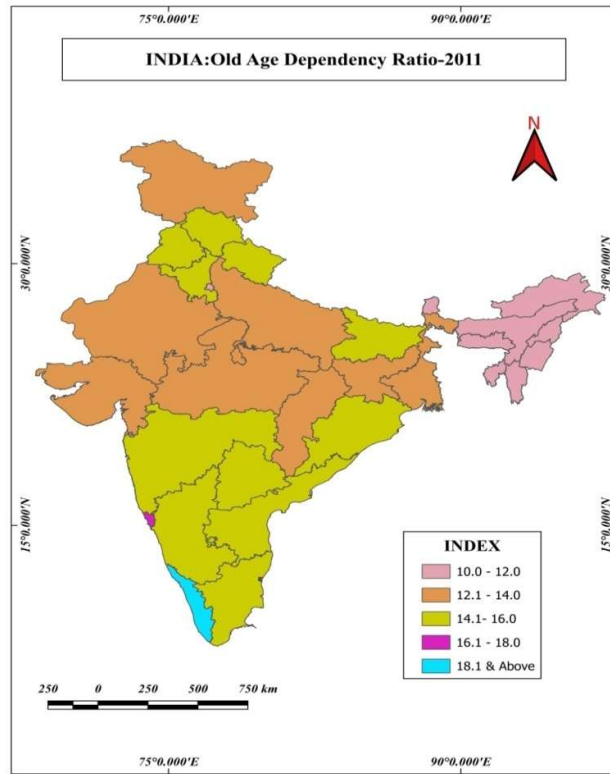 75°0.000'E 90°0.000'E
INDIA:Old Age Dependency Ratio-2011
N
30°0.000'N 30°0.000'N
15°0.000'N 15°0.000'N
INDEX
10.0 - 12.0
12.1 - 14.0
14.1- 16.0
16.1 - 18.0
18.1 & Above
250 0 250 500 750 km
75°0.000'E 90°0.000'E